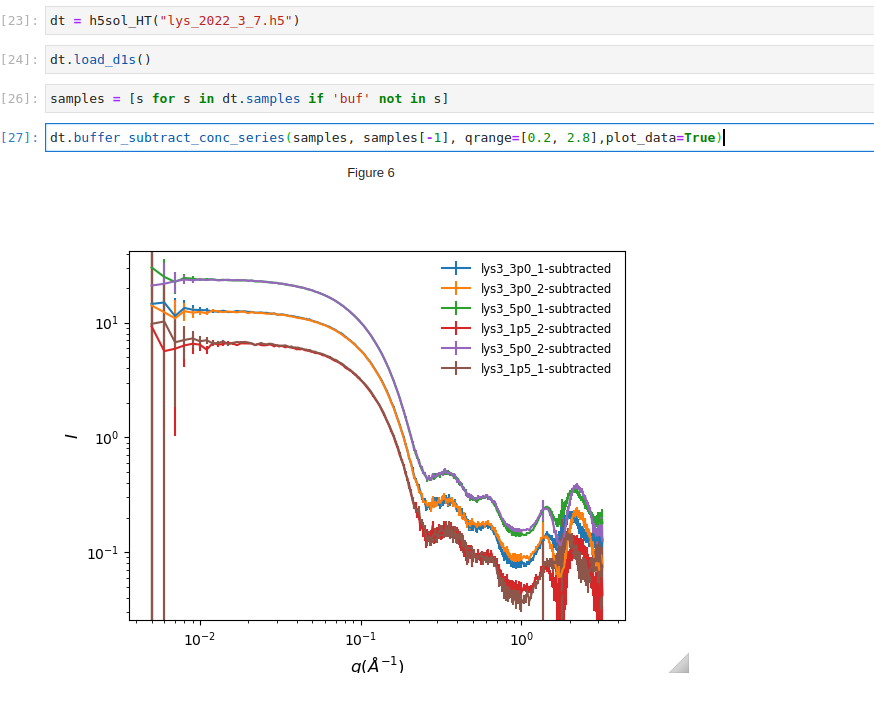 [23]: dt = h5sol_HT("lys_2022_3_7.h5")
[24]: dt.load_d1s()
[26]: samples = [s for s in dt.samples if 'buf' not in s]
[27]: dt.buffer_subtract_conc_series(samples, samples[-1], qrange=[0.2, 2.8],plot_data=True)
Figure 6
lys3_3p0_1-subtracted
lys3_3p0_2-subtracted
lys3_5p0_1-subtracted
lys3_1p5_2-subtracted
lys3_5p0_2-subtracted
lys3_1p5_1-subtracted
10¹
10⁰
10⁻¹
I
10⁻² 10⁻¹ 10⁰
q(Å⁻¹)